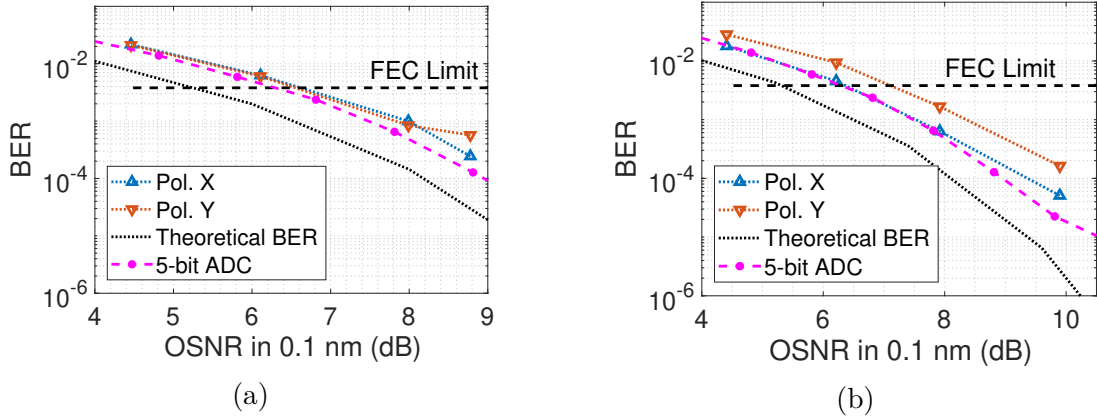 10^-2
10^-4
10^-6
BER
FEC Limit
Pol. X
Pol. Y
Theoretical BER
5-bit ADC
4 5 6 7 8 9
OSNR in 0.1 nm (dB)
(a)
10^-2
10^-4
10^-6
BER
FEC Limit
Pol. X
Pol. Y
Theoretical BER
5-bit ADC
4 6 8 10
OSNR in 0.1 nm (dB)
(b)